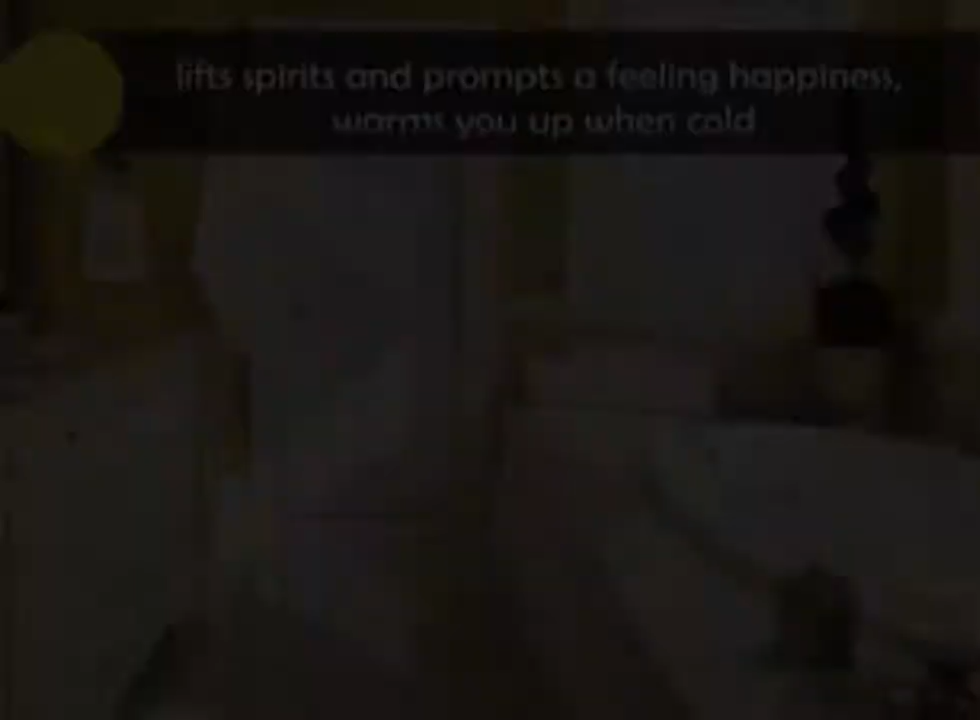 lifts spirits and prompts a feeling happiness,
warms you up when cold